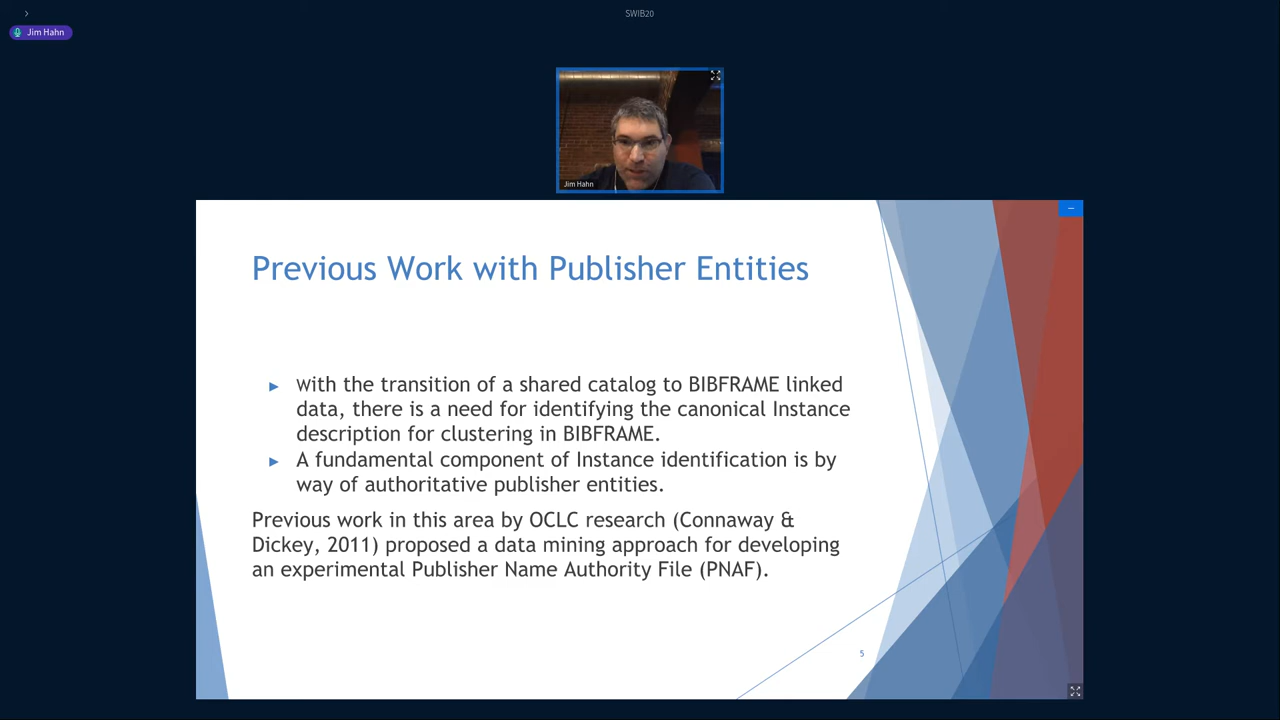 SWIB20
Jim Hahn
Jim Hahn
Previous Work with Publisher Entities
with the transition of a shared catalog to BIBFRAME linked
data, there is a need for identifying the canonical Instance
description for clustering in BIBFRAME.
A fundamental component of Instance identification is by
way of authoritative publisher entities.
Previous work in this area by OCLC research (Connaway &
Dickey, 2011) proposed a data mining approach for developing
an experimental Publisher Name Authority File (PNAF).
5